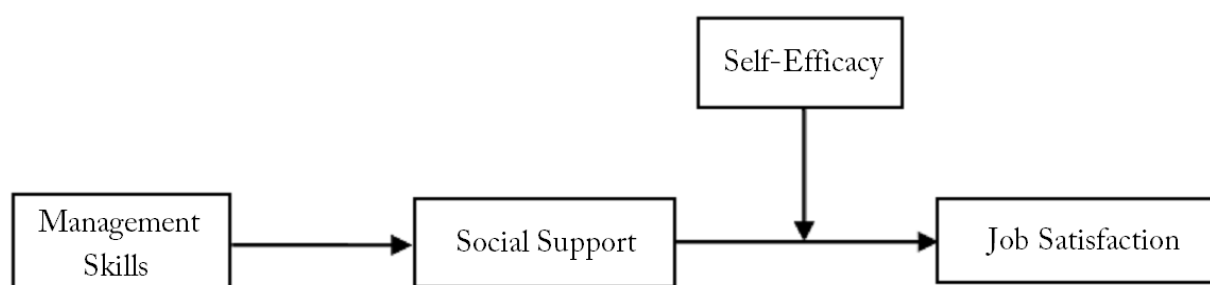 Self-Efficacy
Management
Skills
Social Support
Job Satisfaction